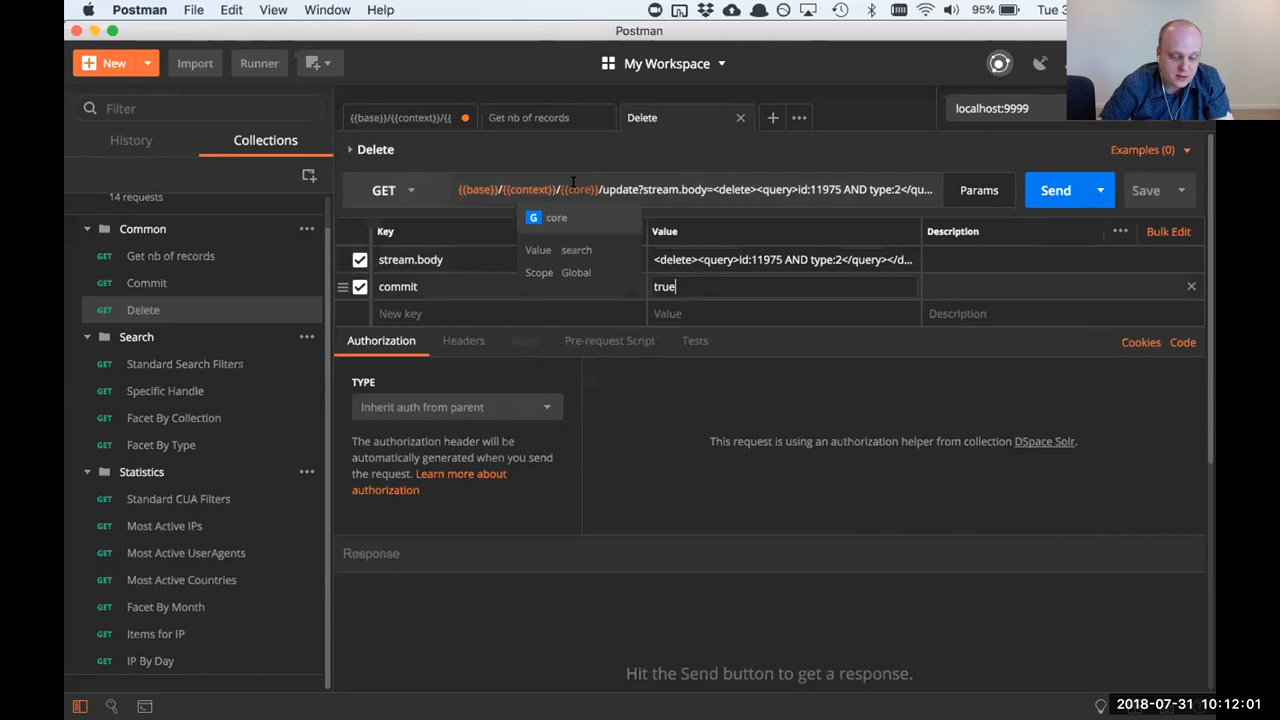 Postman File Edit View Window Help 95% Tue 3
Postman
New Import Runner My Workspace
Filter
{{base}}/{{context}}/{{ Get nb of records Delete localhost:9999
History Collections
Delete Examples (0)
GET {{base}}/{{context}}/{{core}}/update?stream.body=<delete><query>id:11975 AND type:2</qu... Params Send Save
14 requests
G core
Value search
Scope Global
Key Value Description Bulk Edit
stream.body <delete><query>id:11975 AND type:2</query></d...
commit true
New key Value Description
Common
GET Get nb of records
GET Commit
GET Delete
Search
GET Standard Search Filters
GET Specific Handle
GET Facet By Collection
GET Facet By Type
Statistics
GET Standard CUA Filters
GET Most Active IPs
GET Most Active UserAgents
GET Most Active Countries
GET Facet By Month
GET Items for IP
GET IP By Day
Authorization Headers Body Pre-request Script Tests Cookies Code
TYPE
Inherit auth from parent
The authorization header will be
automatically generated when you send
the request. Learn more about
authorization
This request is using an authorization helper from collection DSpace Solr.
Response
Hit the Send button to get a response.
2018-07-31 10:12:01